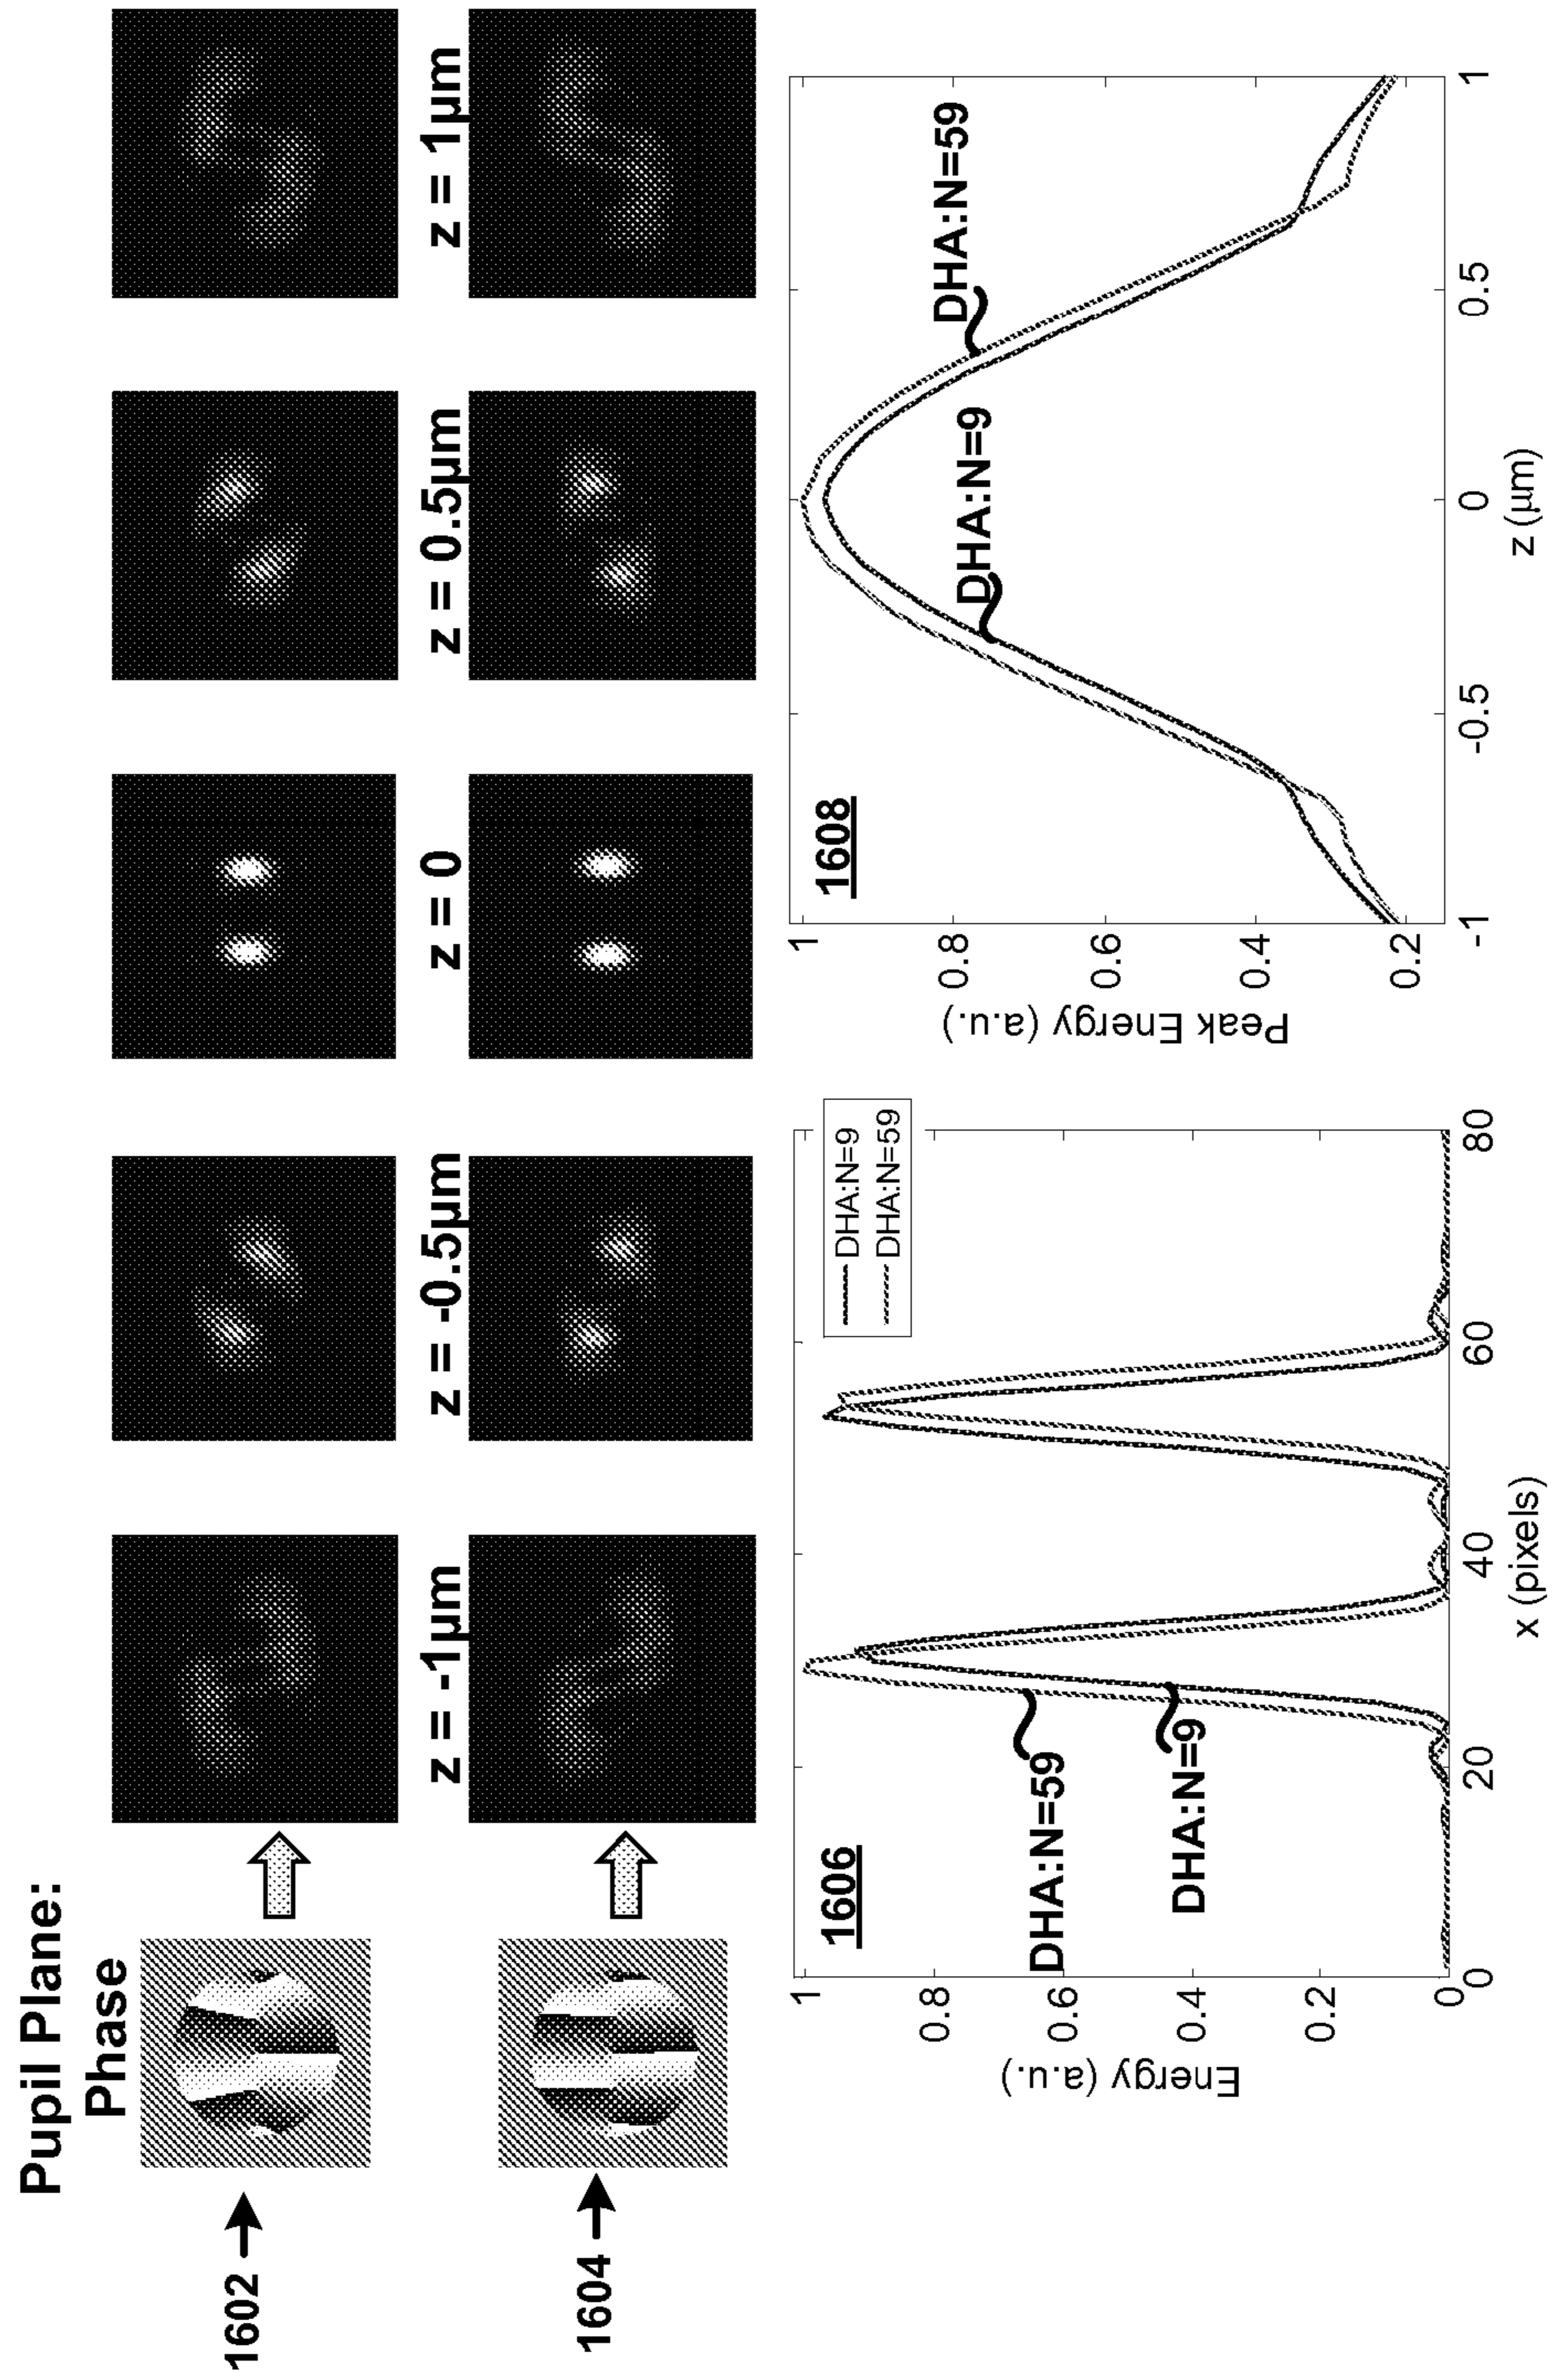 Pupil Plane:
Phase
1602
z = -1µm
z = -0.5µm
z = 0
z = 0.5µm
z = 1µm
1604
1606
Energy (a.u.)
1
0.8
0.6
0.4
0.2
0
0
20
40
60
80
x (pixels)
DHA:N=59
DHA:N=9
DHA:N=9
DHA:N=59
1608
Peak Energy (a.u.)
1
0.8
0.6
0.4
0.2
-1
-0.5
0
0.5
1
z (µm)
DHA:N=9
DHA:N=59